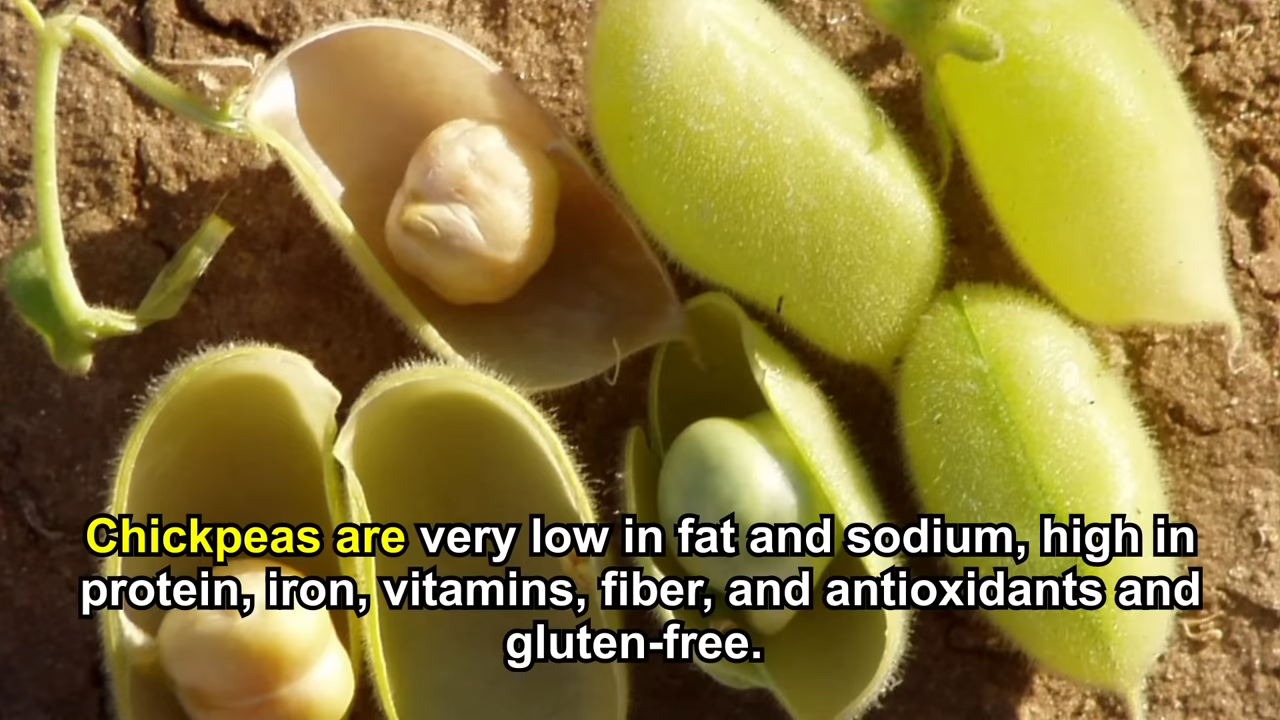 Chickpeas are very low in fat and sodium, high in
protein, iron, vitamins, fiber, and antioxidants and
gluten-free.